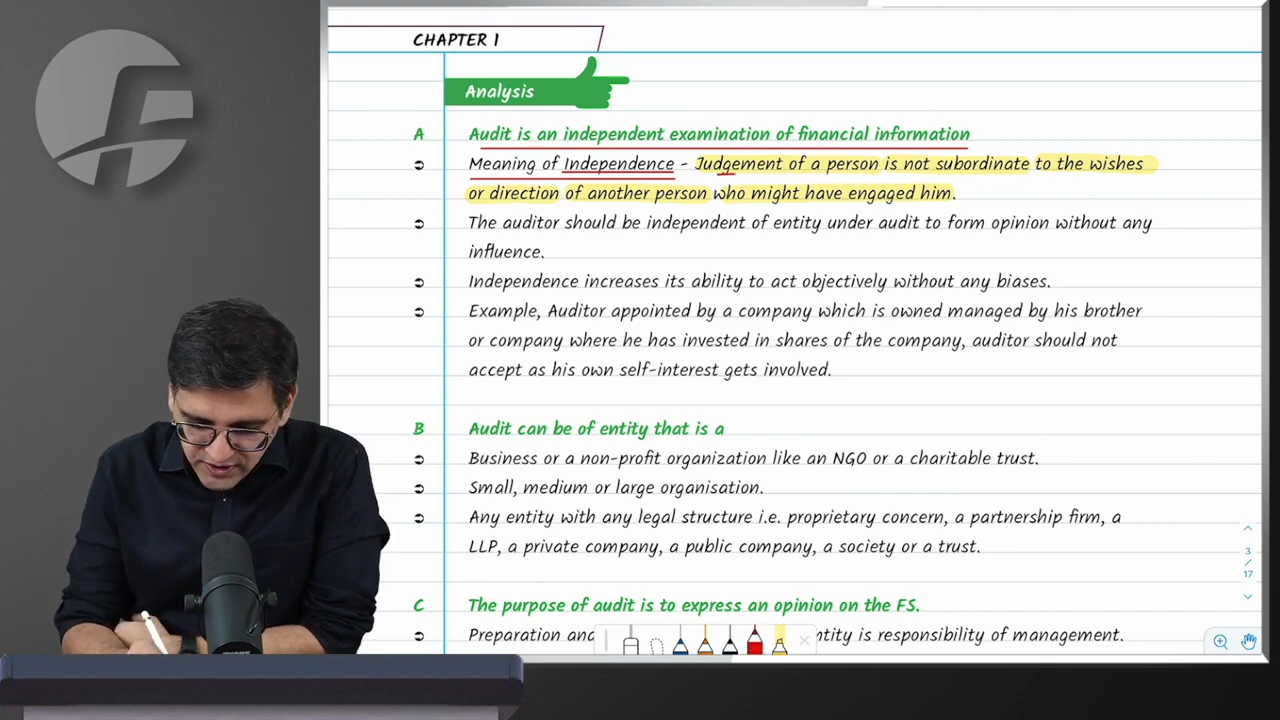 CHAPTER 1
Analysis
A Audit is an independent examination of financial information
➲ Meaning of Independence - Judgement of a person is not subordinate to the wishes
or direction of another person who might have engaged him.
➲ The auditor should be independent of entity under audit to form opinion without any
influence.
➲ Independence increases its ability to act objectively without any biases.
➲ Example, Auditor appointed by a company which is owned managed by his brother
or company where he has invested in shares of the company, auditor should not
accept as his own self-interest gets involved.
B Audit can be of entity that is a
➲ Business or a non-profit organization like an NGO or a charitable trust.
➲ Small, medium or large organisation.
➲ Any entity with any legal structure i.e. proprietary concern, a partnership firm, a
LLP, a private company, a public company, a society or a trust.
C The purpose of audit is to express an opinion on the FS.
➲ Preparation and ntity is responsibility of management.
3
/
17